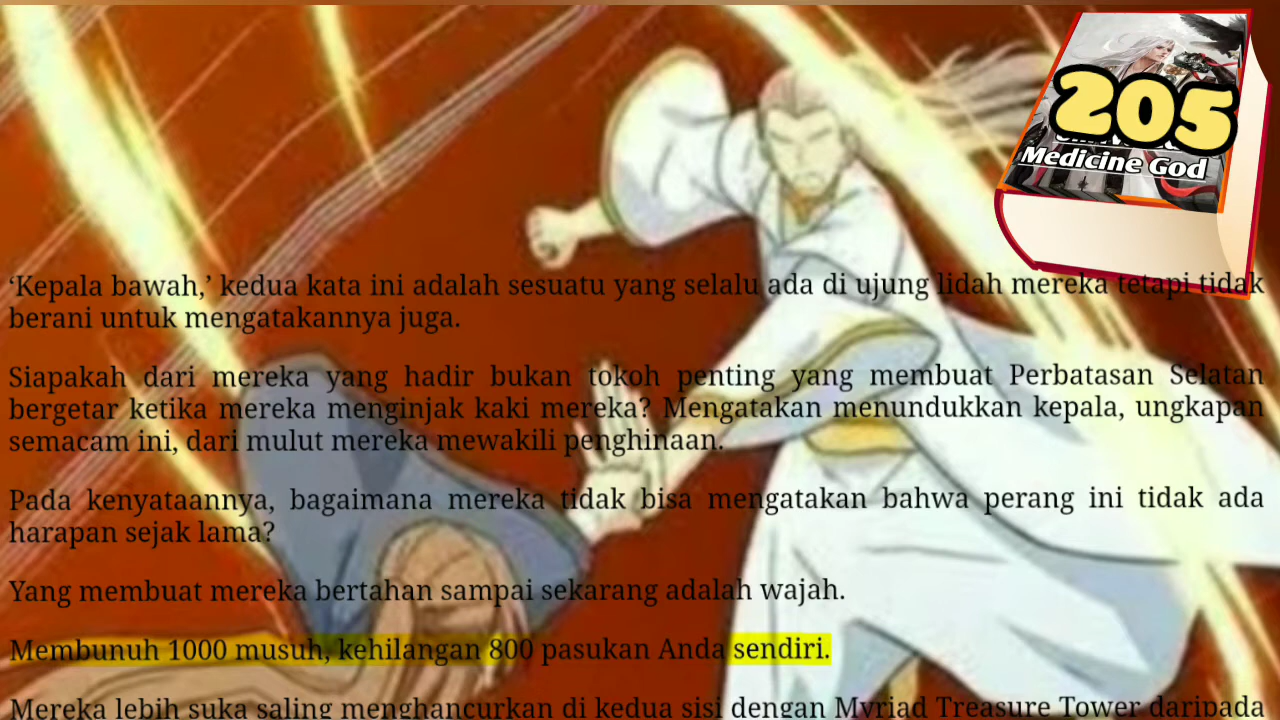 205
Medicine God
‘Kepala bawah,’ kedua kata ini adalah sesuatu yang selalu ada di ujung lidah mereka tetapi tidak
berani untuk mengatakannya juga.
Siapakah dari mereka yang hadir bukan tokoh penting yang membuat Perbatasan Selatan
bergetar ketika mereka menginjak kaki mereka? Mengatakan menundukkan kepala, ungkapan
semacam ini, dari mulut mereka mewakili penghinaan.
Pada kenyataannya, bagaimana mereka tidak bisa mengatakan bahwa perang ini tidak ada
harapan sejak lama?
Yang membuat mereka bertahan sampai sekarang adalah wajah.
Membunuh 1000 musuh, kehilangan 800 pasukan Anda sendiri.
Mereka lebih suka saling menghancurkan di kedua sisi dengan Myriad Treasure Tower daripada